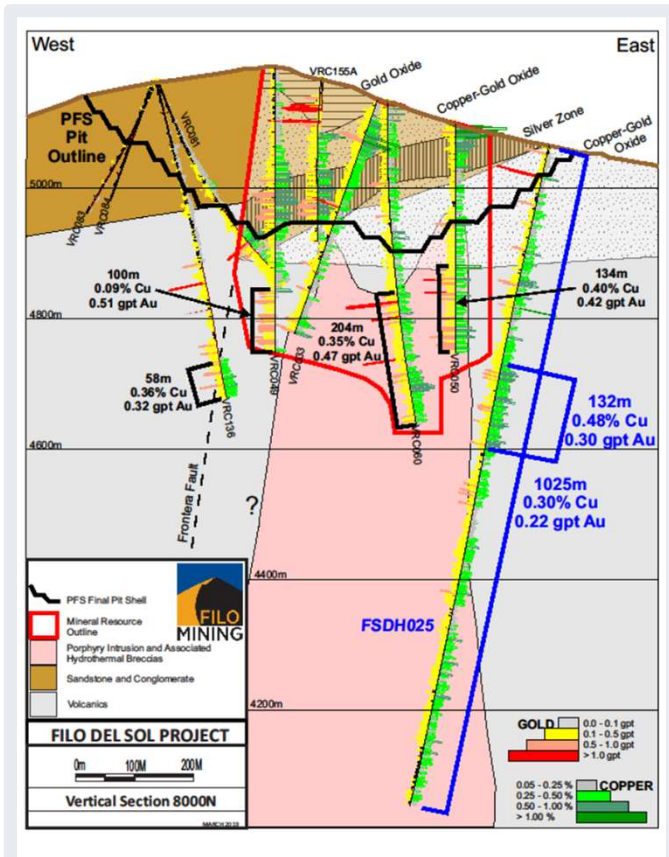 West
East
VRC155A
Gold Oxide
Copper-Gold Oxide
Silver Zone
Copper-Gold
Oxide
PFS
Pit
Outline
VRC081
5000m
VRC083
VRC084
100m
0.09% Cu
0.51 gpt Au
134m
0.40% Cu
0.42 gpt Au
4800m
204m
0.35% Cu
0.47 gpt Au
VRC049
VRC033
VRC050
58m
0.36% Cu
0.32 gpt Au
VRC136
VRC060
132m
0.48% Cu
0.30 gpt Au
4600m
1025m
0.30% Cu
0.22 gpt Au
Frontera Fault
?
4400m
FSDH025
4200m
PFS Final Pit Shell
FILO
MINING
Mineral Resource
Outline
Porphyry Intrusion and Associated
Hydrothermal Breccias
Sandstone and Conglomerate
Volcanics
FILO DEL SOL PROJECT
0m 100M 200M
Vertical Section 8000N
GOLD
0.0 - 0.1 gpt
0.1 - 0.5 gpt
0.5 - 1.0 gpt
> 1.0 gpt
COPPER
0.05 - 0.25 %
0.25 - 0.50 %
0.50 - 1.00 %
> 1.00 %